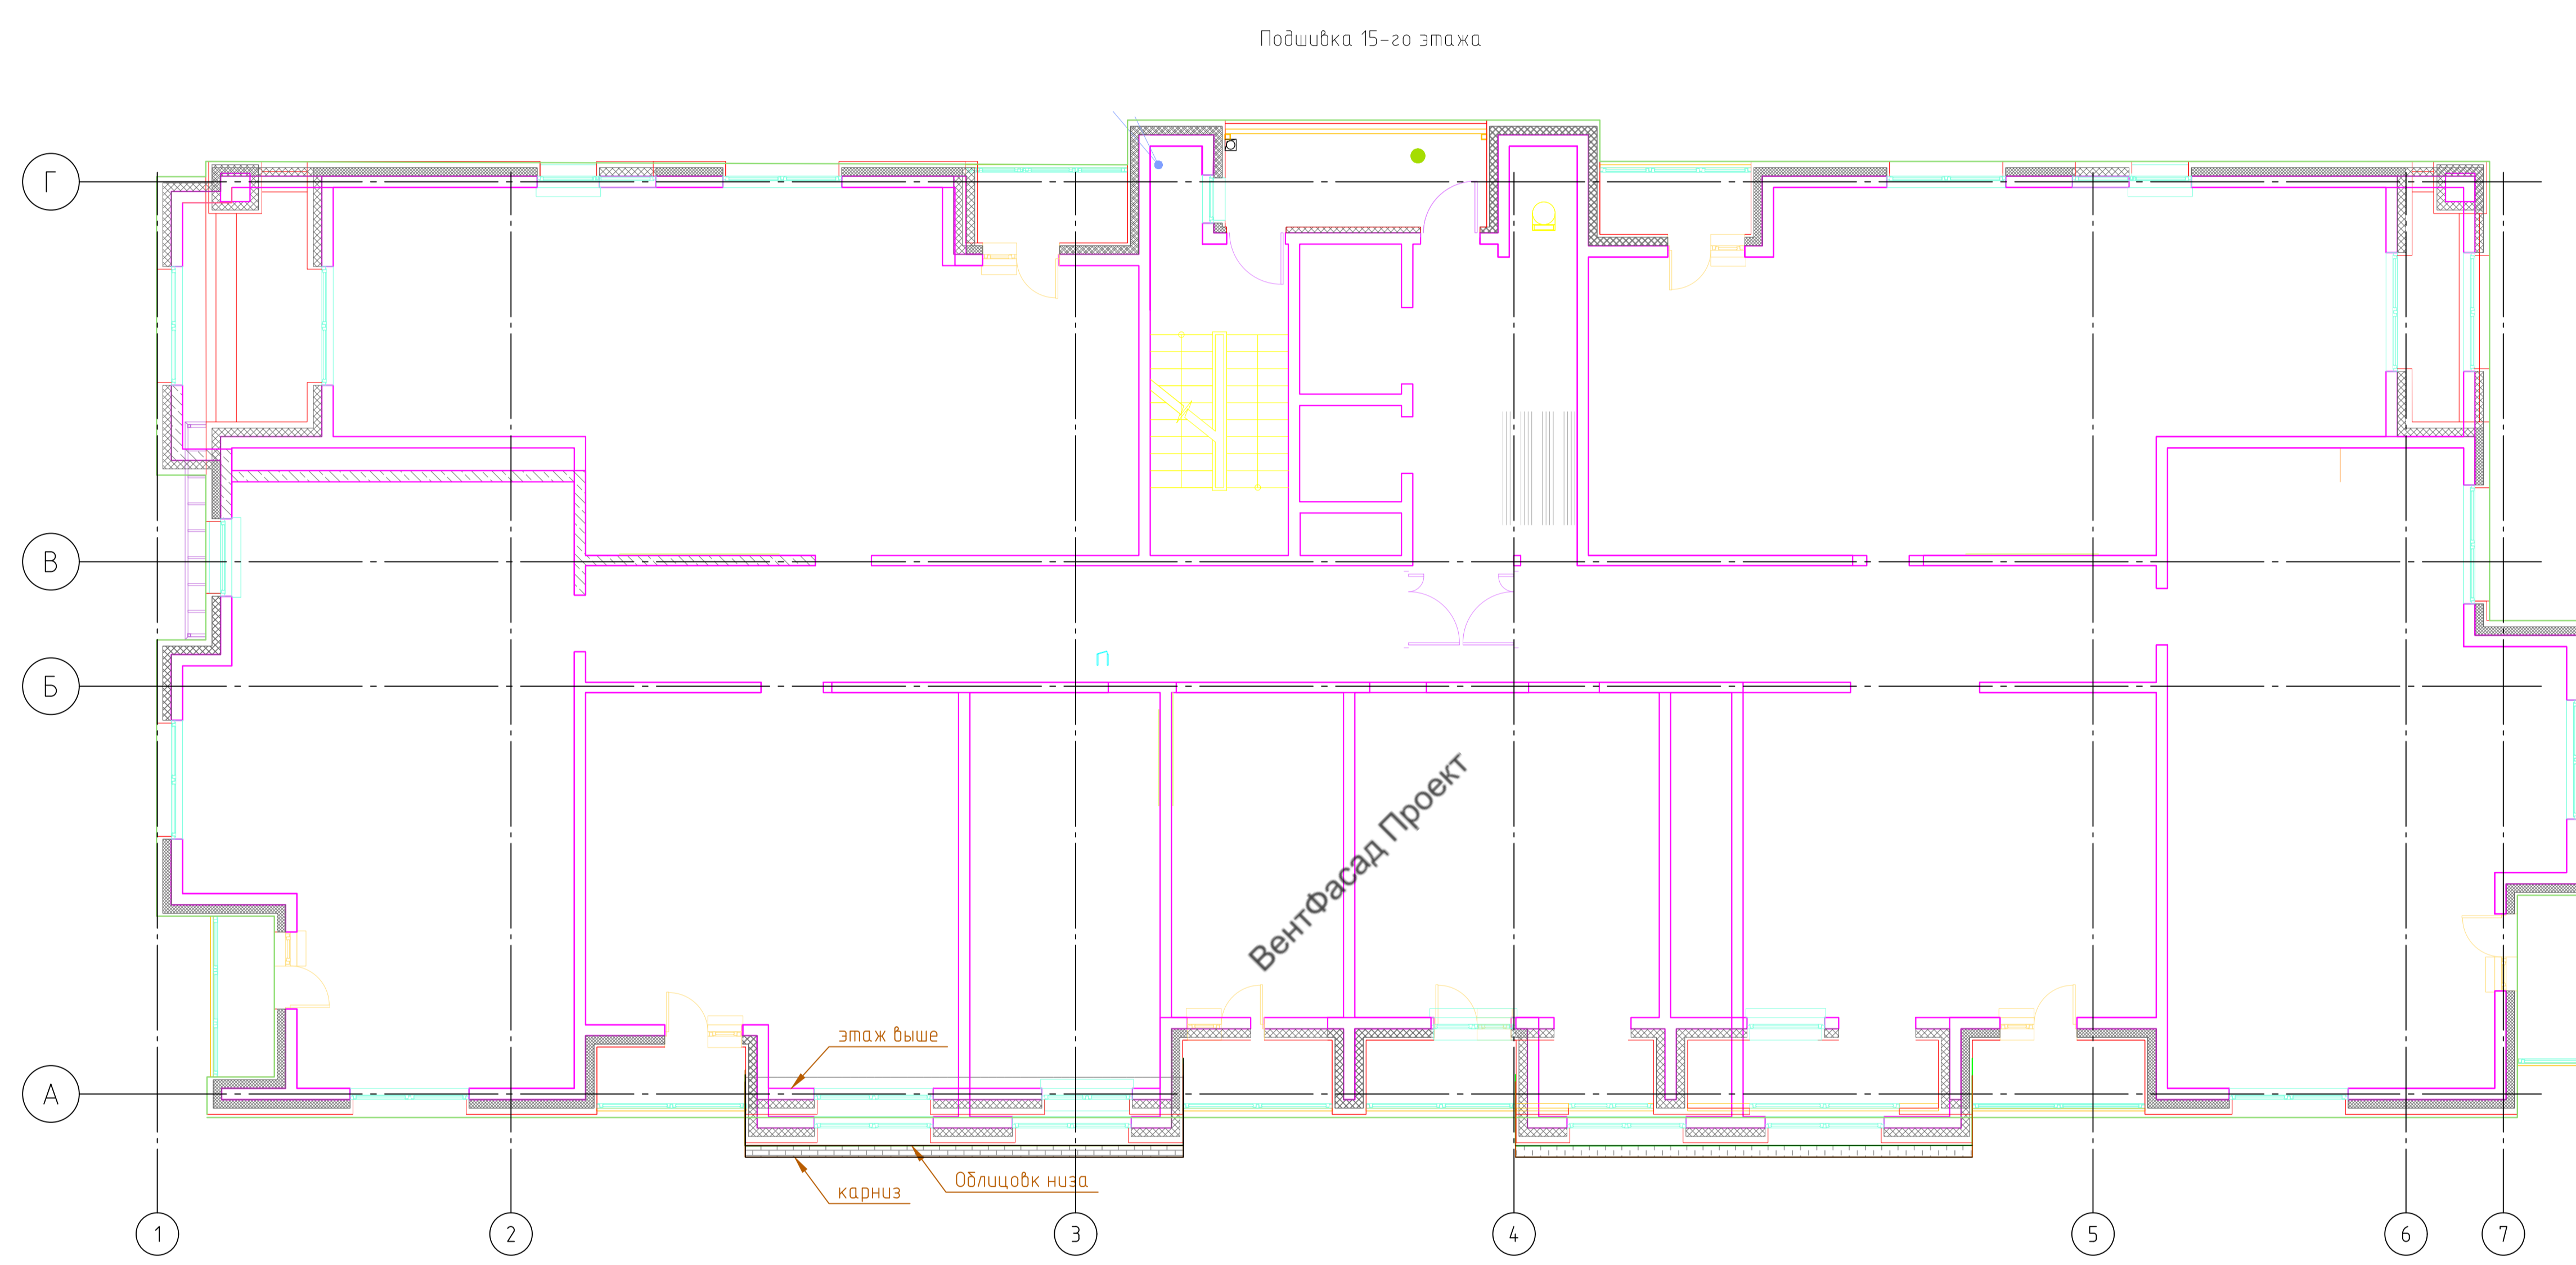 Подшивка 15-го этажа
Г
В
Б
П
ВентФасад Проект
этаж выше
А
Облицовк низа
карниз
1 2 3 4 5 6 7